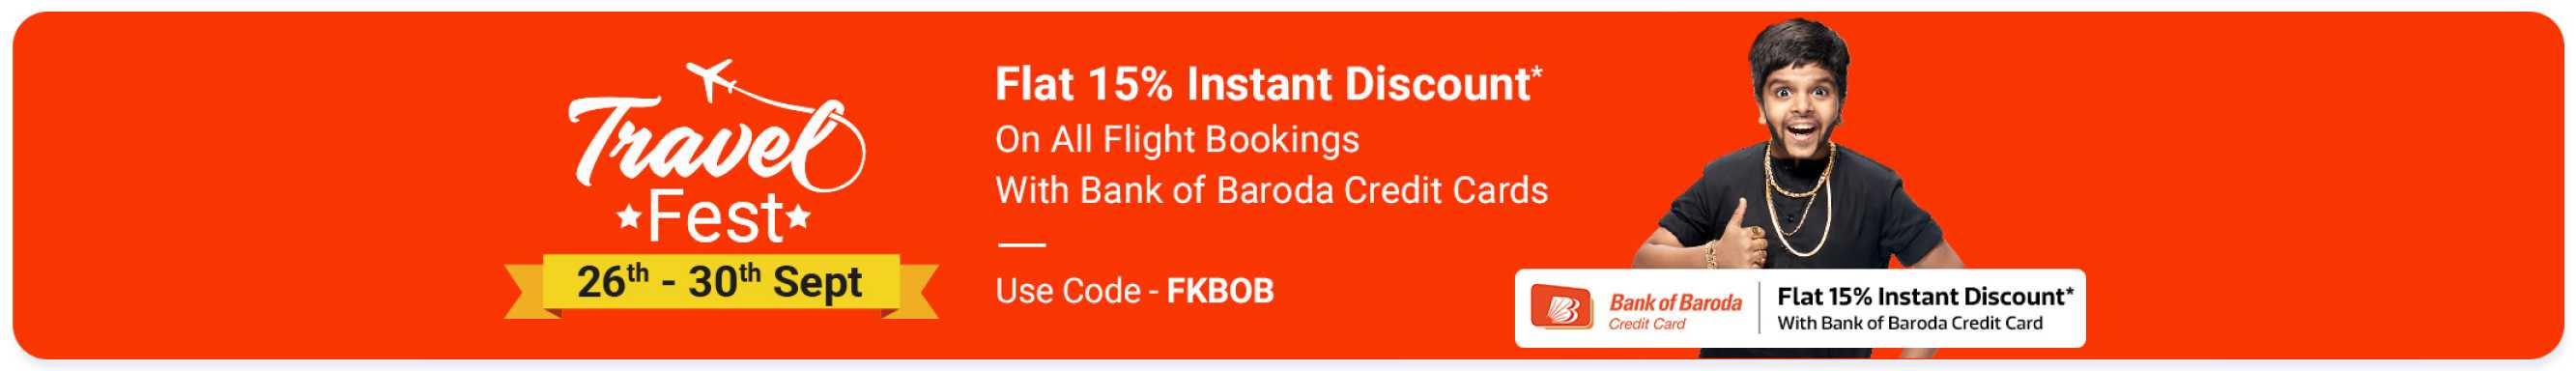 Travel
Fest
26th - 30th Sept
Flat 15% Instant Discount*
On All Flight Bookings
With Bank of Baroda Credit Cards
Use Code - FKBOB
Bank of Baroda
Credit Card
Flat 15% Instant Discount*
With Bank of Baroda Credit Card